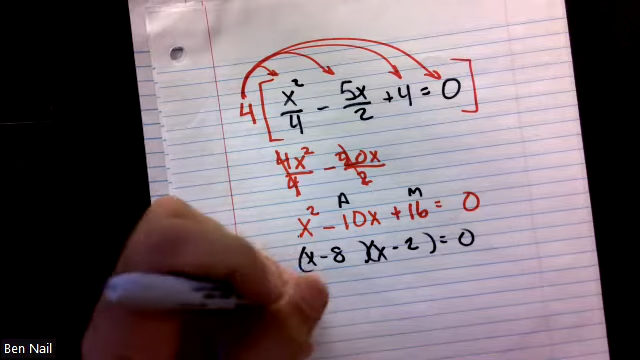 4[x²/4 - 5x/2 + 4 = 0]
4x²/4 - 20x/2
A M
x² - 10x + 16 = 0
(x - 8)(x - 2) = 0
Ben Nail